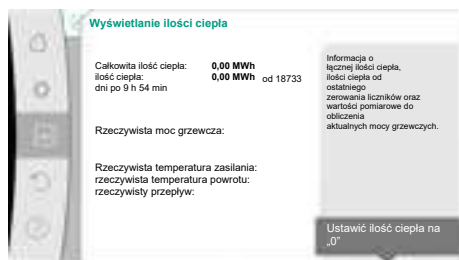 Wyświetlanie ilości ciepła
Całkowita ilość ciepła: 0,00 MWh
ilość ciepła: 0,00 MWh od 18733
dni po 9 h 54 min
Rzeczywista moc grzewcza:
Rzeczywista temperatura zasilania:
rzeczywista temperatura powrotu:
rzeczywisty przepływ:
Informacja o
łącznej ilości ciepła,
ilości ciepła od
ostatniego
zerowania liczników oraz
wartości pomiarowe do
obliczenia
aktualnych mocy grzewczych.
Ustawić ilość ciepła na
„0”